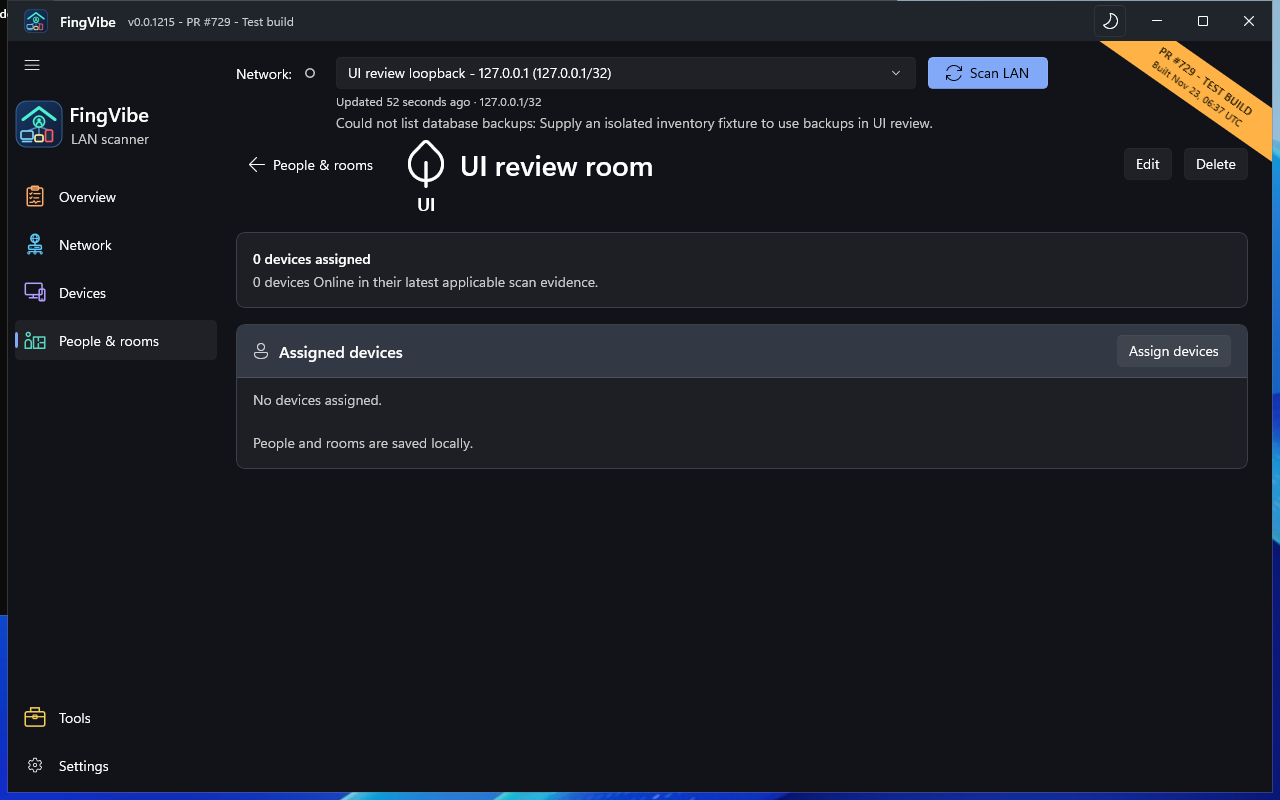 FingVibe v0.0.1215 - PR #729 - Test build
PR #729 - TEST BUILD
Built Nov 23, 06:37 UTC
Network: UI review loopback - 127.0.0.1 (127.0.0.1/32) Scan LAN
Updated 52 seconds ago · 127.0.0.1/32
Could not list database backups: Supply an isolated inventory fixture to use backups in UI review.
FingVibe
LAN scanner
Overview
Network
Devices
People & rooms
Tools
Settings
People & rooms
UI
UI review room
Edit Delete
0 devices assigned
0 devices Online in their latest applicable scan evidence.
Assigned devices Assign devices
No devices assigned.
People and rooms are saved locally.